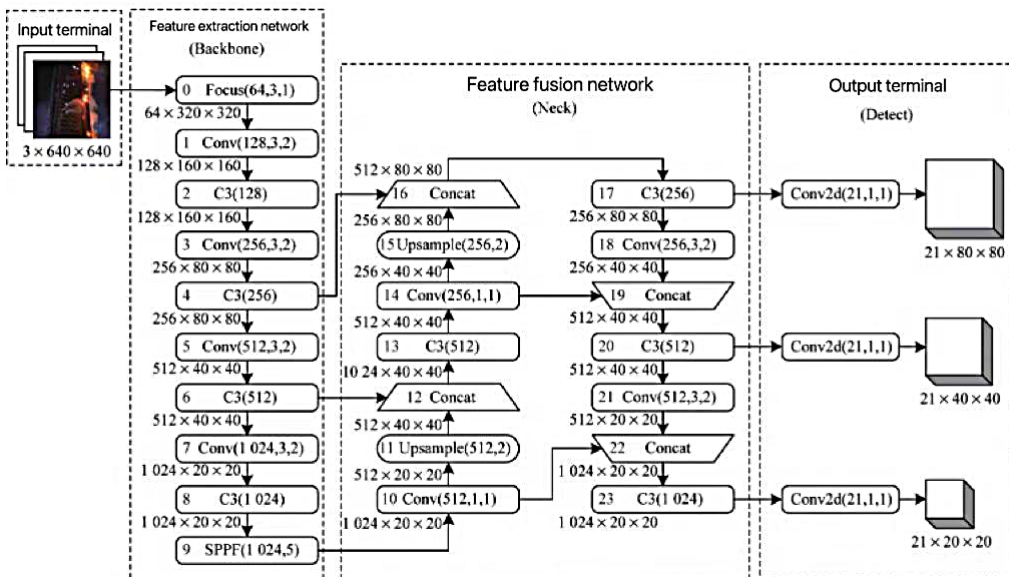 Input terminal
3 × 640 × 640
Feature extraction network
(Backbone)
0 Focus(64,3,1)
64 × 320 × 320
1 Conv(128,3,2)
128 × 160 × 160
2 C3(128)
128 × 160 × 160
3 Conv(256,3,2)
256 × 80 × 80
4 C3(256)
256 × 80 × 80
5 Conv(512,3,2)
512 × 40 × 40
6 C3(512)
512 × 40 × 40
7 Conv(1 024,3,2)
1 024 × 20 × 20
8 C3(1 024)
1 024 × 20 × 20
9 SPPF(1 024,5)
Feature fusion network
(Neck)
512 × 80 × 80
16 Concat
256 × 80 × 80
15 Upsample(256,2)
256 × 40 × 40
14 Conv(256,1,1)
512 × 40 × 40
13 C3(512)
10 24 × 40 × 40
12 Concat
512 × 40 × 40
11 Upsample(512,2)
512 × 20 × 20
10 Conv(512,1,1)
1 024 × 20 × 20
17 C3(256)
256 × 80 × 80
18 Conv(256,3,2)
256 × 40 × 40
19 Concat
512 × 40 × 40
20 C3(512)
512 × 40 × 40
21 Conv(512,3,2)
512 × 20 × 20
22 Concat
1 024 × 20 × 20
23 C3(1 024)
1 024 × 20 × 20
Output terminal
(Detect)
Conv2d(21,1,1)
21 × 80 × 80
Conv2d(21,1,1)
21 × 40 × 40
Conv2d(21,1,1)
21 × 20 × 20